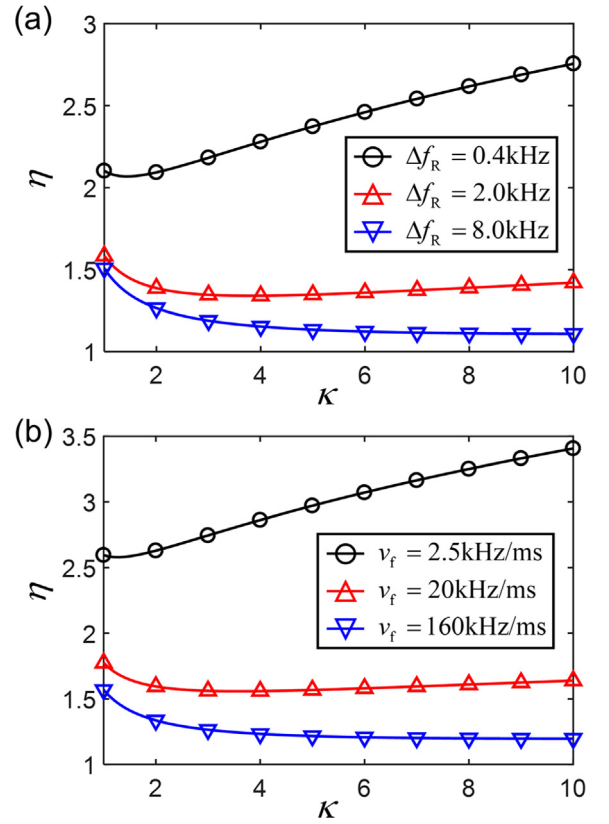 (a)
3
2.5
2
1.5
1
η
Δf_R = 0.4kHz
Δf_R = 2.0kHz
Δf_R = 8.0kHz
2 4 6 8 10
κ
(b)
3.5
3
2.5
2
1.5
1
η
v_f = 2.5kHz/ms
v_f = 20kHz/ms
v_f = 160kHz/ms
2 4 6 8 10
κ